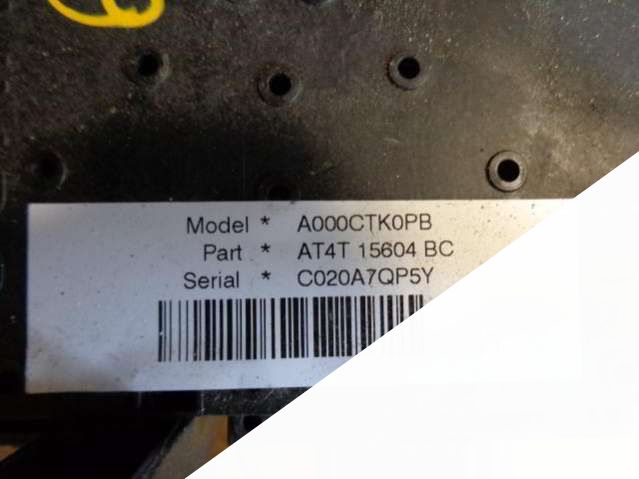 Model * A000CTK0PB
Part * AT4T 15604 BC
Serial * C020A7QP5Y